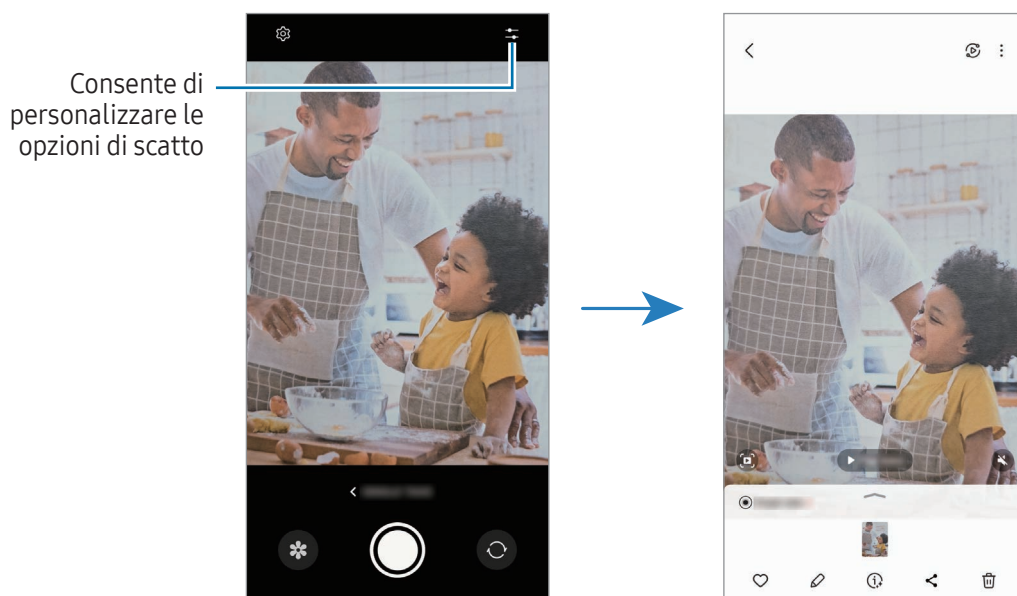 Consente di
personalizzare le
opzioni di scatto